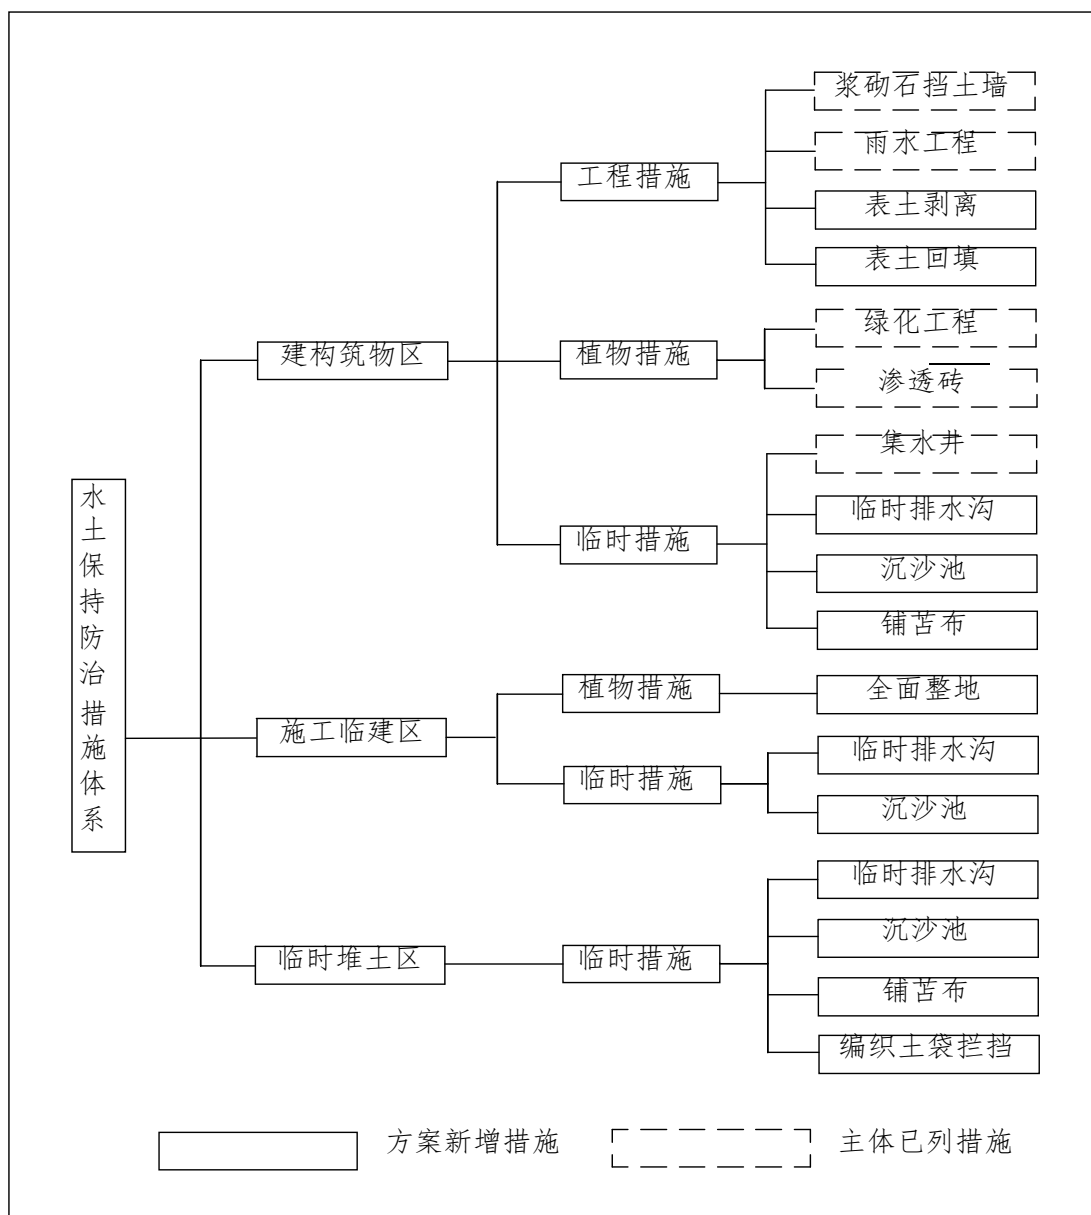 水土保持防治措施体系
建构筑物区
工程措施
浆砌石挡土墙
雨水工程
表土剥离
表土回填
植物措施
绿化工程
渗透砖
临时措施
集水井
临时排水沟
沉沙池
铺苫布
施工临建区
植物措施
全面整地
临时措施
临时排水沟
沉沙池
临时堆土区
临时措施
临时排水沟
沉沙池
铺苫布
编织土袋拦挡
方案新增措施
主体已列措施